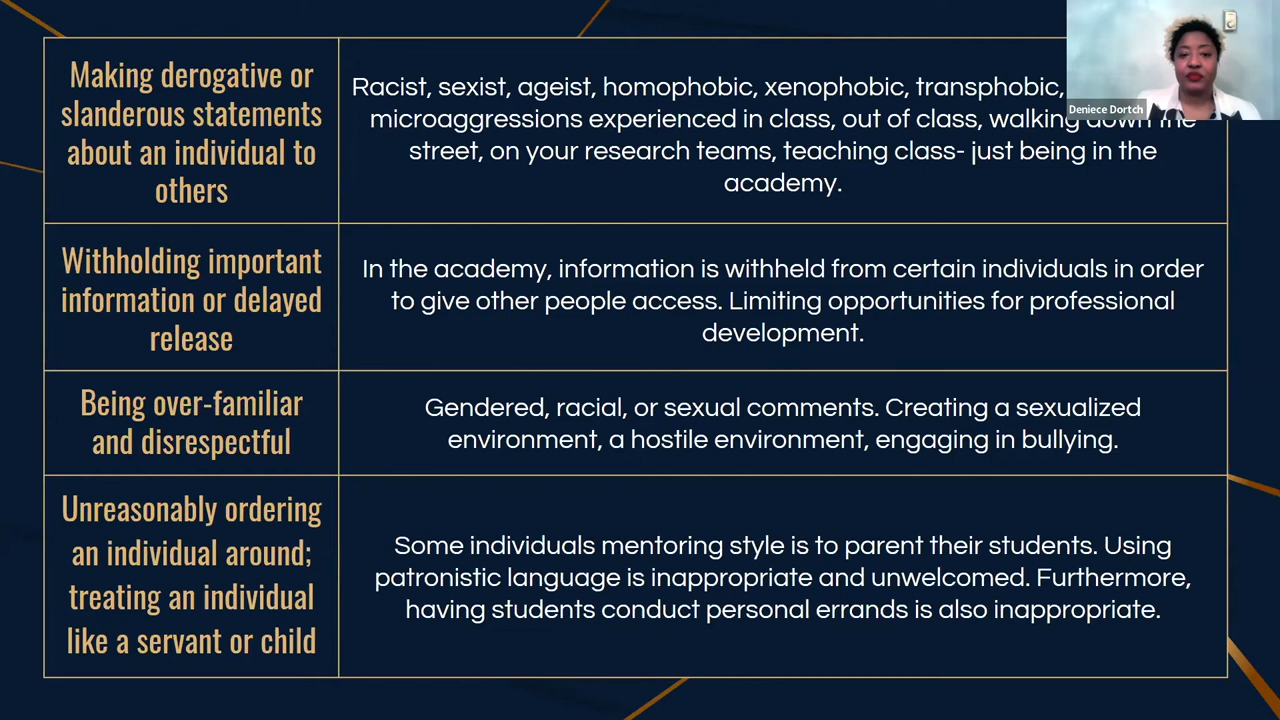 Making derogative or
slanderous statements
about an individual to
others
Racist, sexist, ageist, homophobic, xenophobic, transphobic,
microaggressions experienced in class, out of class, walking down the
street, on your research teams, teaching class- just being in the
academy.
Deniece Dortch
Withholding important
information or delayed
release
In the academy, information is withheld from certain individuals in order
to give other people access. Limiting opportunities for professional
development.
Being over-familiar
and disrespectful
Gendered, racial, or sexual comments. Creating a sexualized
environment, a hostile environment, engaging in bullying.
Unreasonably ordering
an individual around;
treating an individual
like a servant or child
Some individuals mentoring style is to parent their students. Using
patronistic language is inappropriate and unwelcomed. Furthermore,
having students conduct personal errands is also inappropriate.